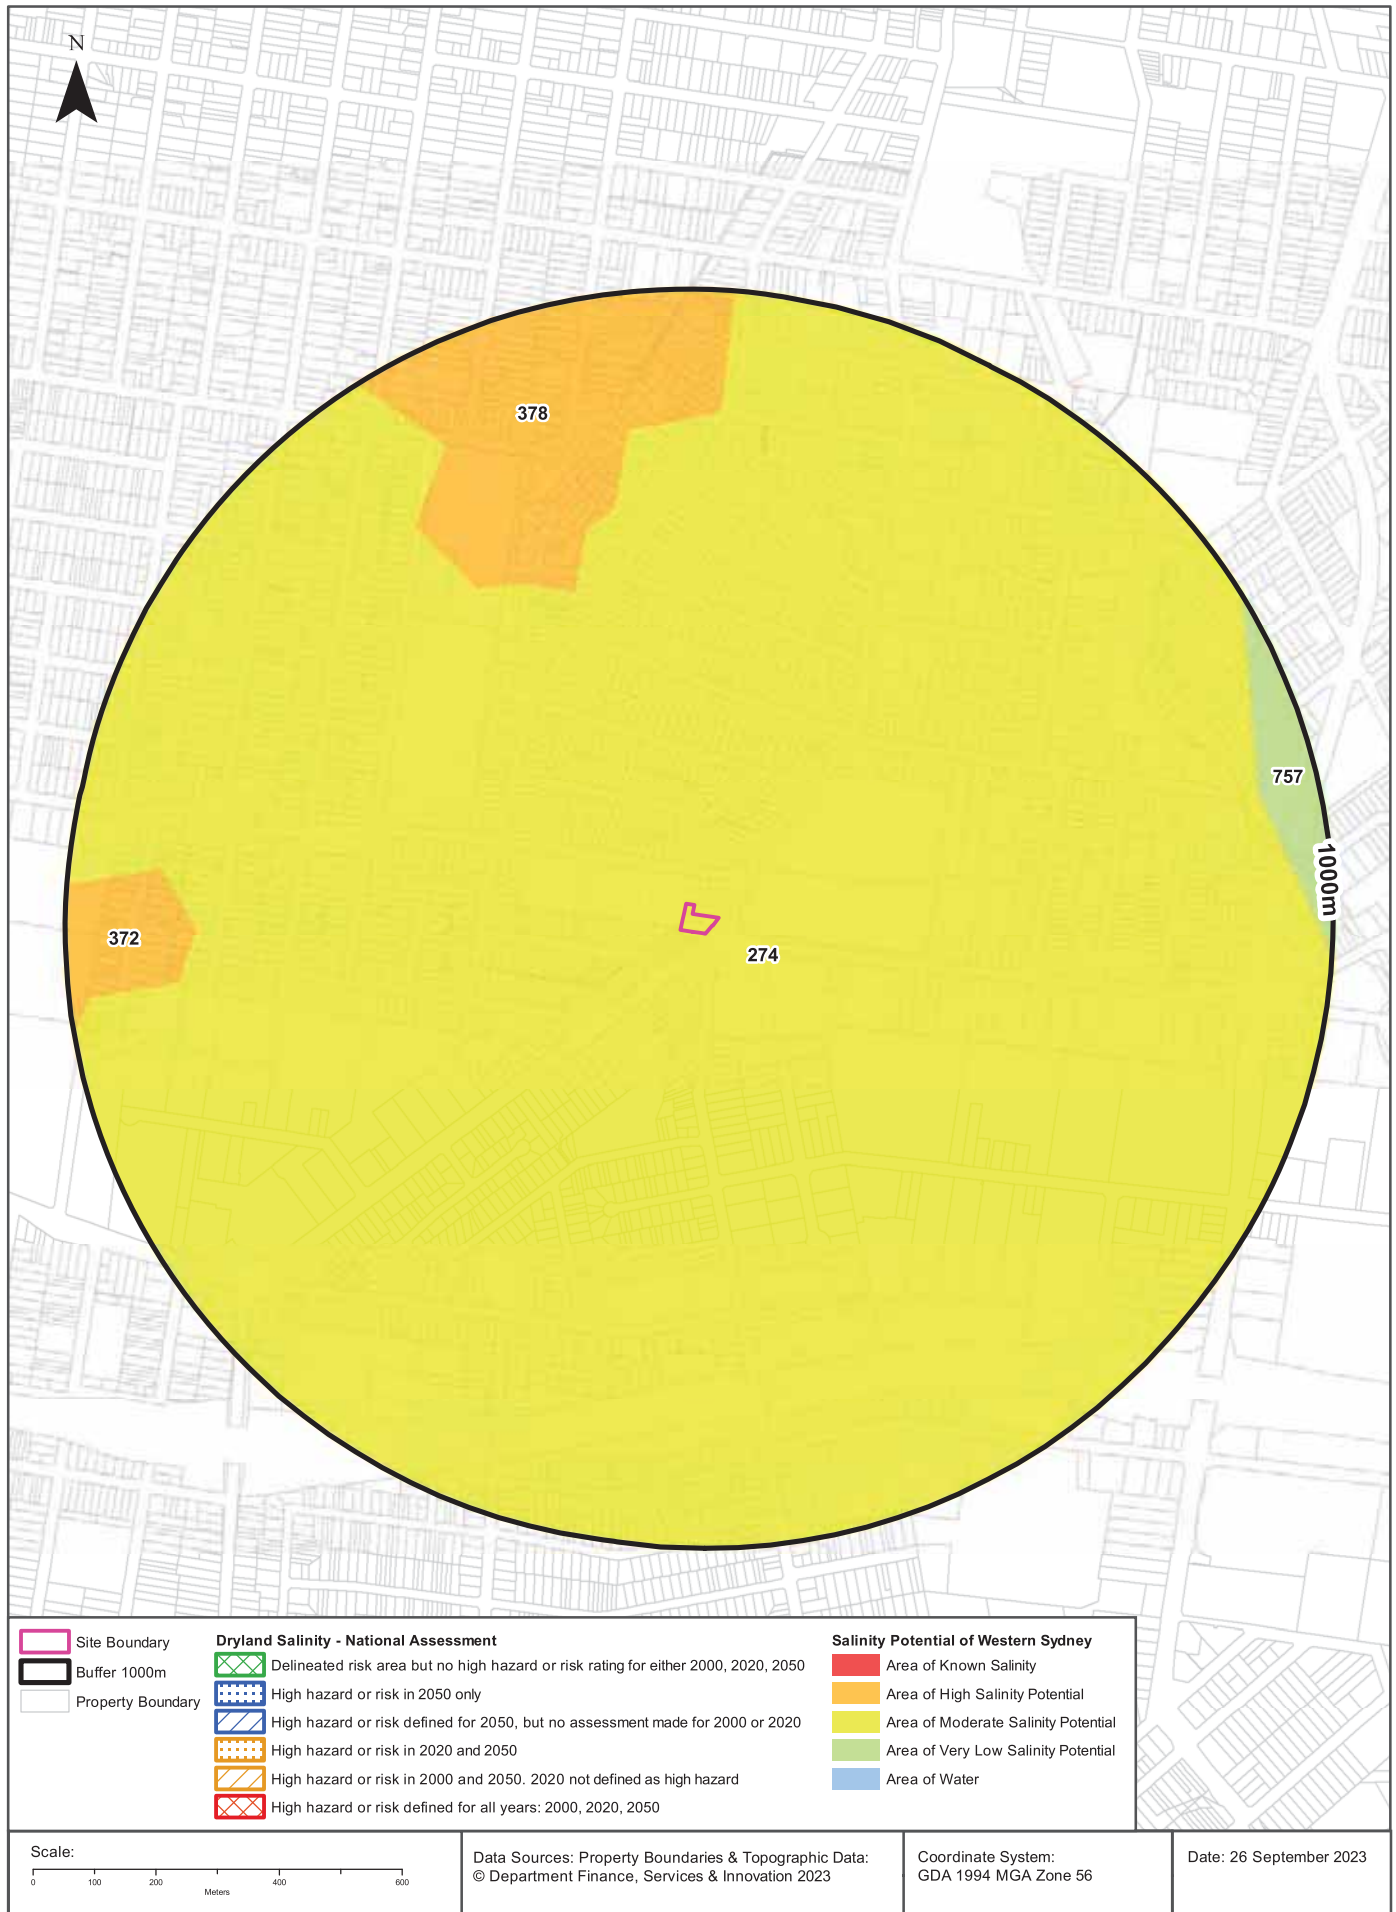 N
378
757
1000m
372
274
Site Boundary
Buffer 1000m
Property Boundary
Dryland Salinity - National Assessment
Delineated risk area but no high hazard or risk rating for either 2000, 2020, 2050
High hazard or risk in 2050 only
High hazard or risk defined for 2050, but no assessment made for 2000 or 2020
High hazard or risk in 2020 and 2050
High hazard or risk in 2000 and 2050. 2020 not defined as high hazard
High hazard or risk defined for all years: 2000, 2020, 2050
Salinity Potential of Western Sydney
Area of Known Salinity
Area of High Salinity Potential
Area of Moderate Salinity Potential
Area of Very Low Salinity Potential
Area of Water
Scale:
0 100 200 400 600
Meters
Data Sources: Property Boundaries & Topographic Data:
© Department Finance, Services & Innovation 2023
Coordinate System:
GDA 1994 MGA Zone 56
Date: 26 September 2023